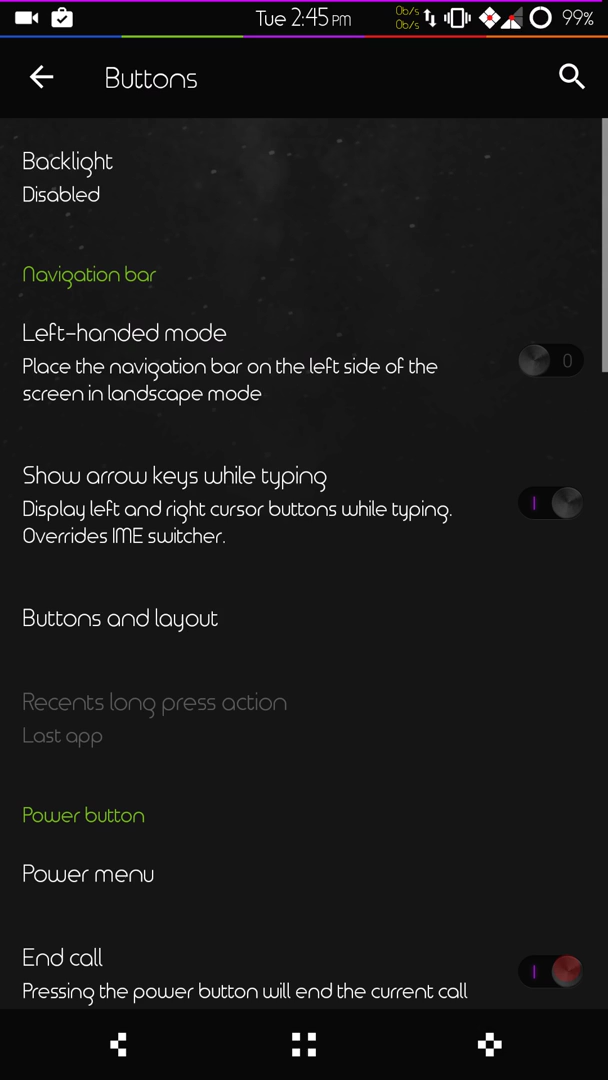 Tue 2:45 PM
0b/s
0b/s
99%
Buttons
Backlight
Disabled
Navigation bar
Left-handed mode
Place the navigation bar on the left side of the
screen in landscape mode
0
Show arrow keys while typing
Display left and right cursor buttons while typing.
Overrides IME switcher.
Buttons and layout
Recents long press action
Last app
Power button
Power menu
End call
Pressing the power button will end the current call